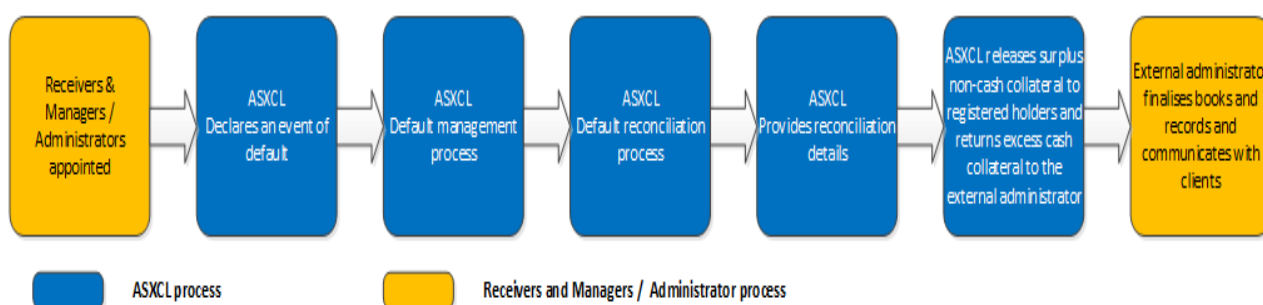 Receivers &
Managers /
Administrators
appointed
ASXCL
Declares an event of
default
ASXCL
Default management
process
ASXCL
Default reconciliation
process
ASXCL
Provides reconciliation
details
ASXCL releases surplus
non-cash collateral to
registered holders and
returns excess cash
collateral to the
external administrator
External administrato
finalises books and
records and
communicates with
clients
ASXCL process
Receivers and Managers / Administrator process